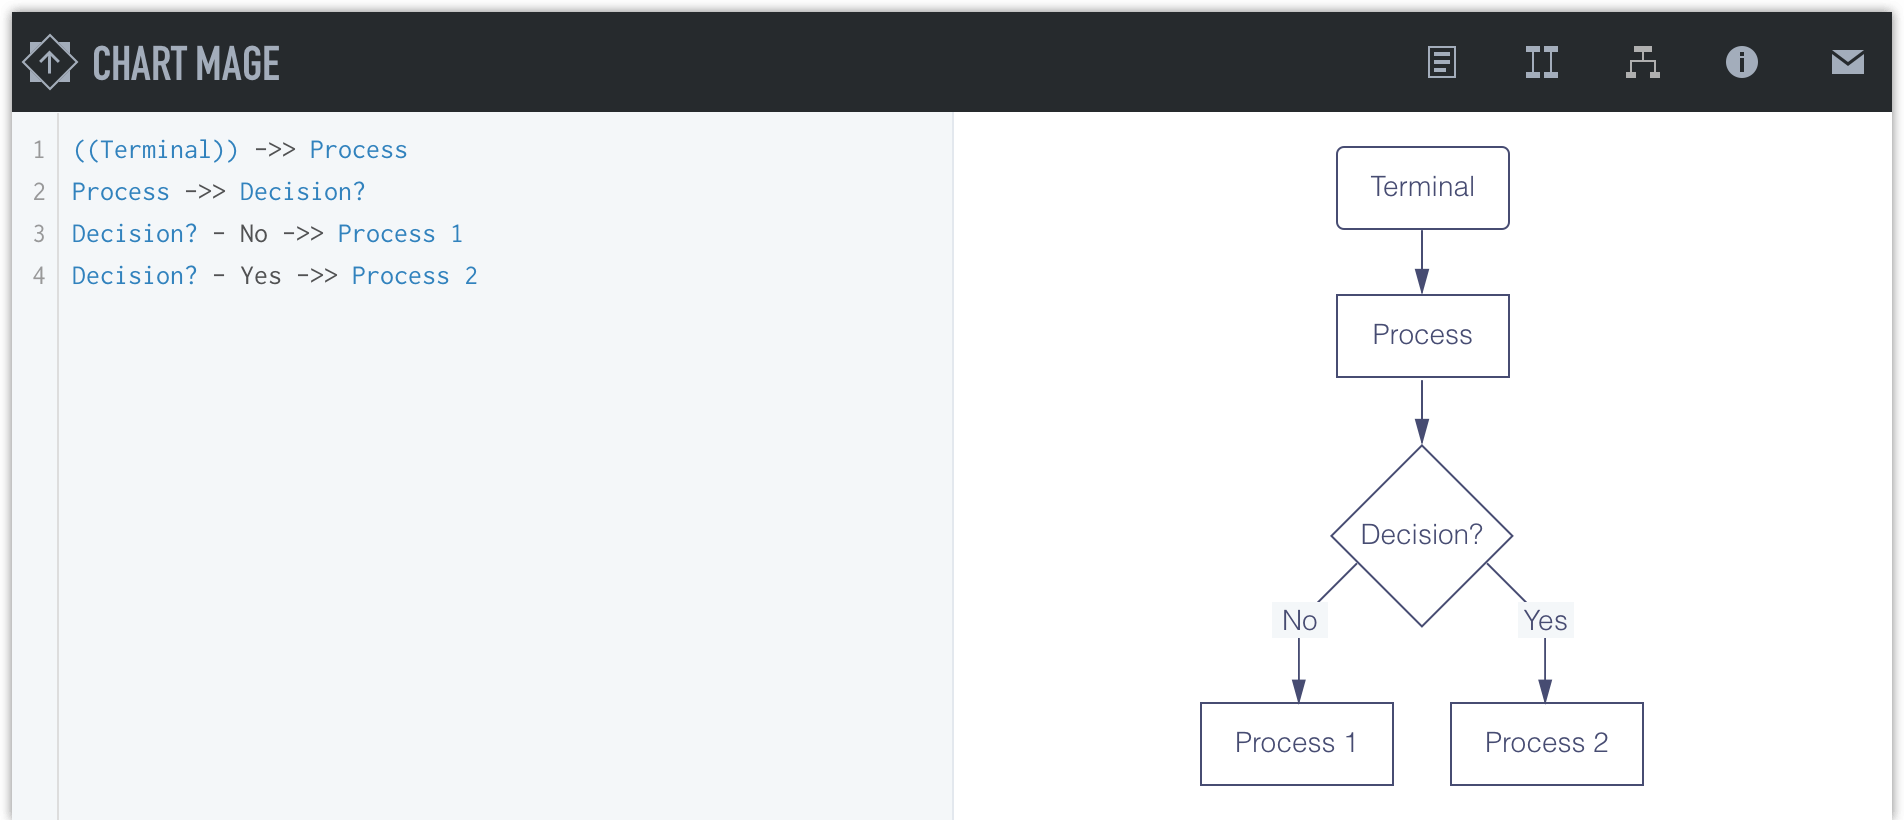 CHART MAGE
1 ((Terminal)) ->> Process
2 Process ->> Decision?
3 Decision? - No ->> Process 1
4 Decision? - Yes ->> Process 2
Terminal
Process
Decision?
No Yes
Process 1 Process 2